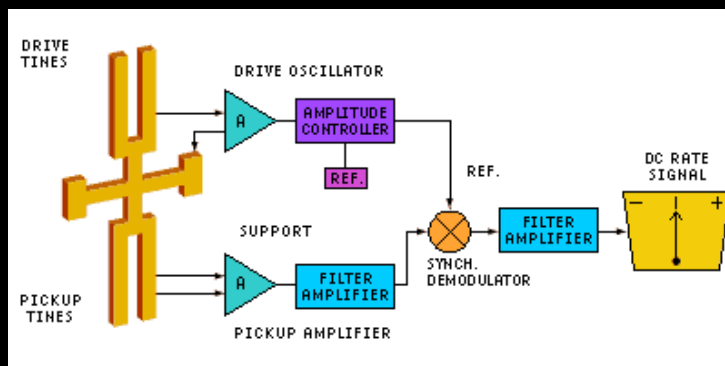 DRIVE
TINES
DRIVE OSCILLATOR
A
AMPLITUDE
CONTROLLER
REF.
REF.
DC RATE
SIGNAL
− +
SUPPORT
FILTER
AMPLIFIER
SYNCH.
DEMODULATOR
A
FILTER
AMPLIFIER
PICKUP
TINES
PICKUP AMPLIFIER